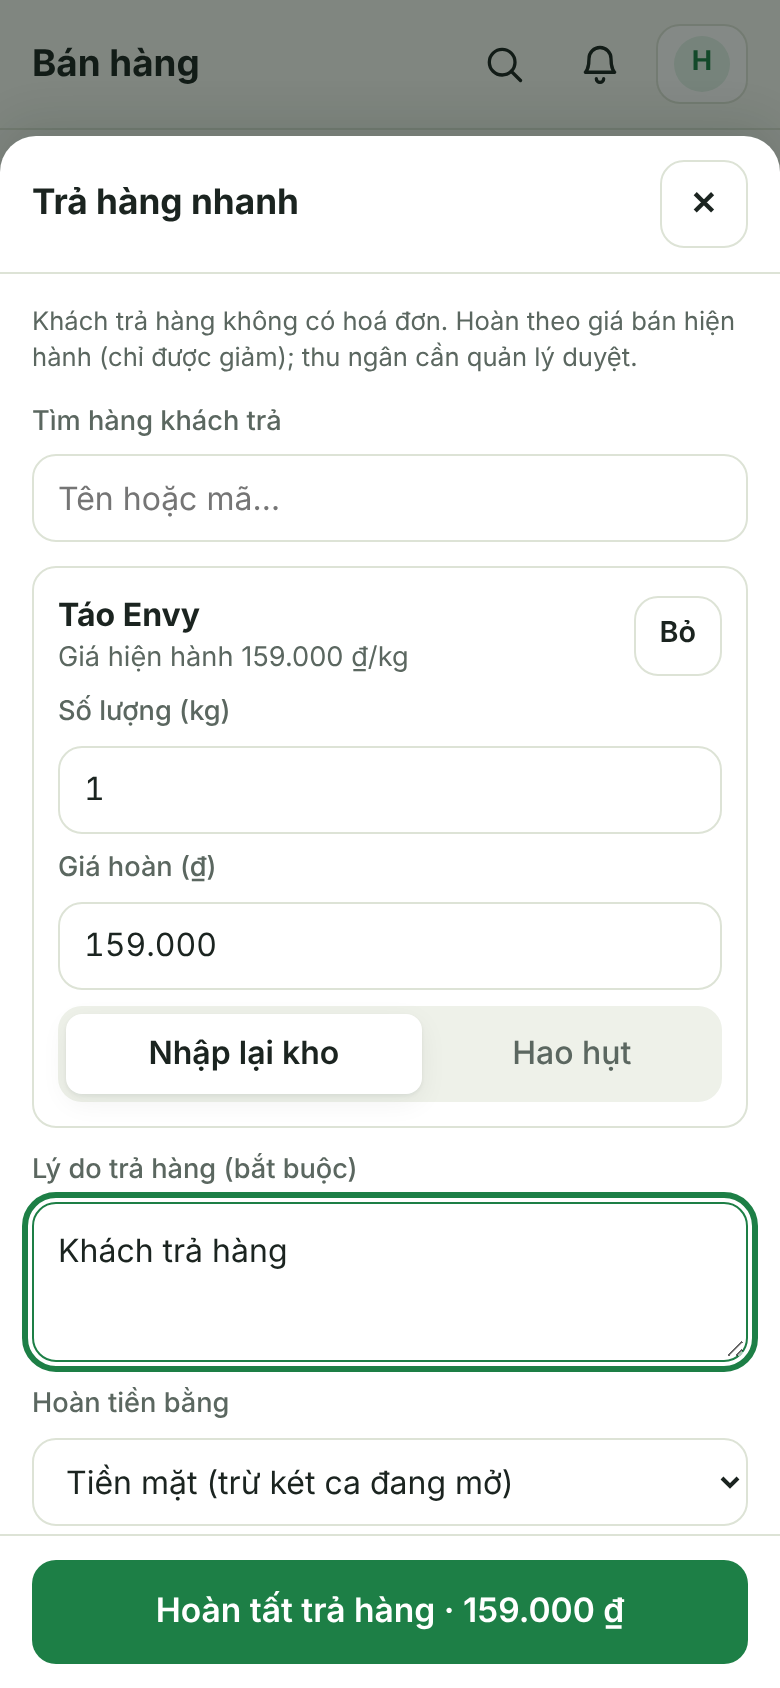 Bán hàng
H
Trả hàng nhanh
×
Khách trả hàng không có hoá đơn. Hoàn theo giá bán hiện
hành (chỉ được giảm); thu ngân cần quản lý duyệt.
Tìm hàng khách trả
Tên hoặc mã...
Táo Envy
Bỏ
Giá hiện hành 159.000 ₫/kg
Số lượng (kg)
1
Giá hoàn (₫)
159.000
Nhập lại kho
Hao hụt
Lý do trả hàng (bắt buộc)
Khách trả hàng
Hoàn tiền bằng
Tiền mặt (trừ két ca đang mở)
Hoàn tất trả hàng · 159.000 ₫